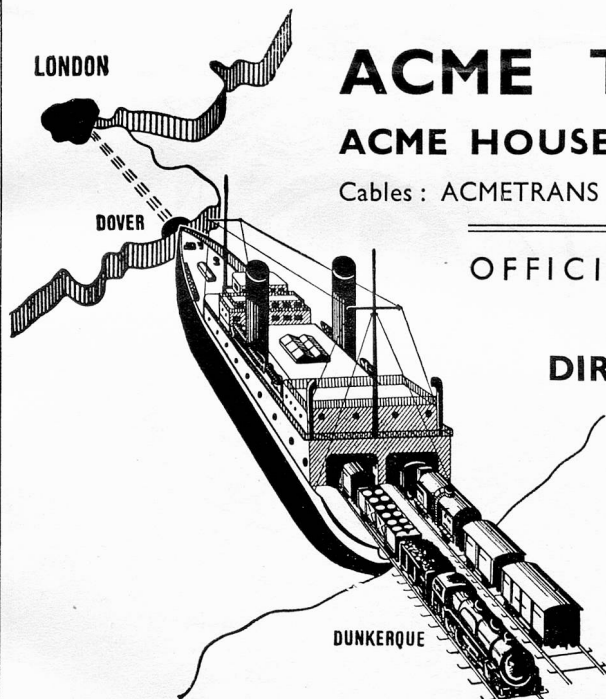 LONDON
ACME T
ACME HOUSE
Cables : ACMETRANS
DOVER
OFFICI
DIR
DUNKERQUE